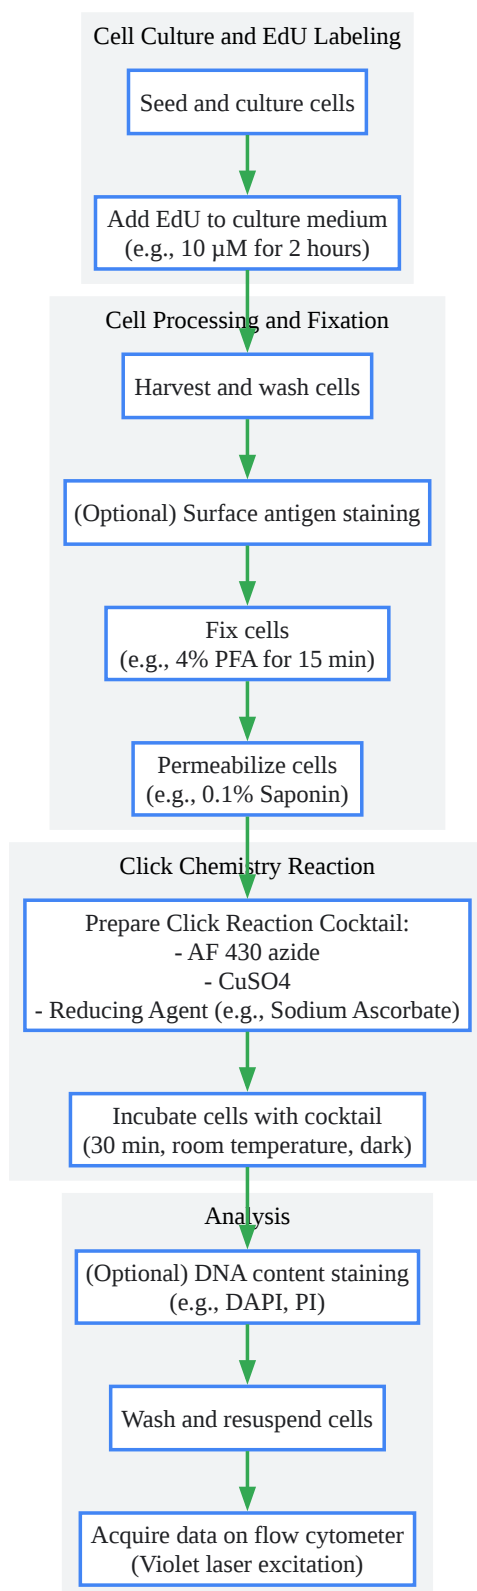 Cell Culture and EdU Labeling
Seed and culture cells
Add EdU to culture medium
(e.g., 10 µM for 2 hours)
Cell Processing and Fixation
Harvest and wash cells
(Optional) Surface antigen staining
Fix cells
(e.g., 4% PFA for 15 min)
Permeabilize cells
(e.g., 0.1% Saponin)
Click Chemistry Reaction
Prepare Click Reaction Cocktail:
- AF 430 azide
- CuSO4
- Reducing Agent (e.g., Sodium Ascorbate)
Incubate cells with cocktail
(30 min, room temperature, dark)
Analysis
(Optional) DNA content staining
(e.g., DAPI, PI)
Wash and resuspend cells
Acquire data on flow cytometer
(Violet laser excitation)